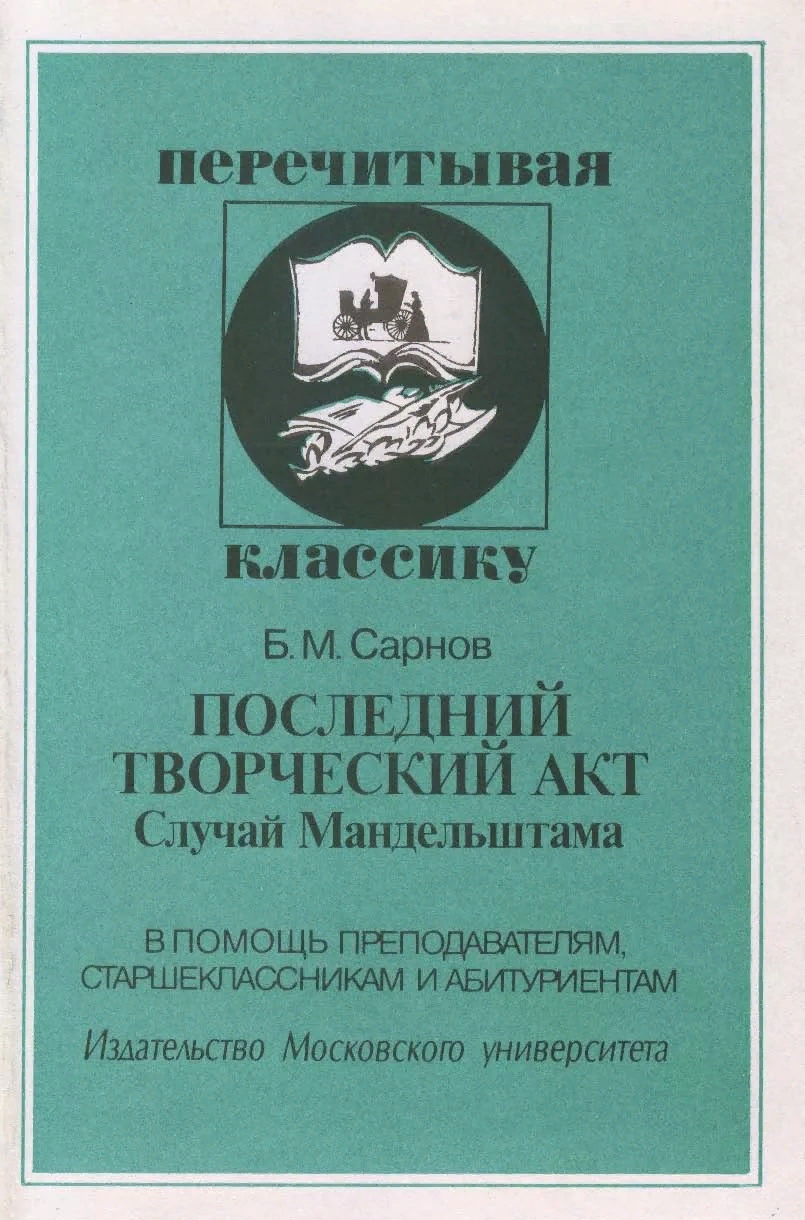 перечитывая
классику
Б. М. Сарнов
ПОСЛЕДНИЙ
ТВОРЧЕСКИЙ АКТ
Случай Мандельштама
В ПОМОЩЬ ПРЕПОДАВАТЕЛЯМ,
СТАРШЕКЛАССНИКАМ И АБИТУРИЕНТАМ
Издательство Московского университета